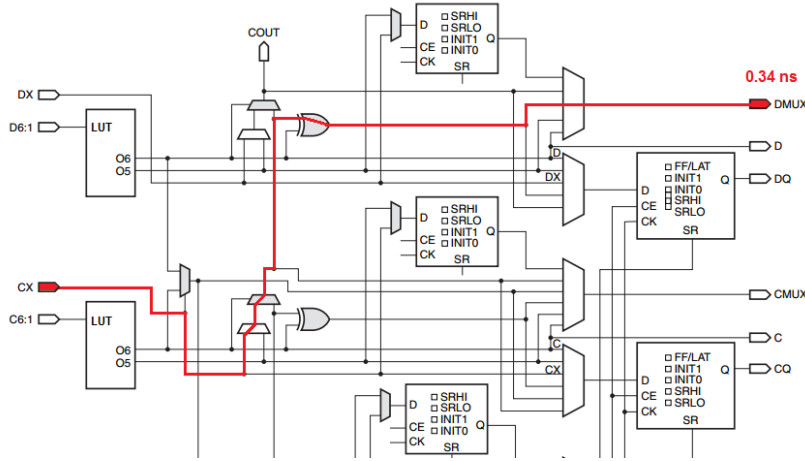 SRHI
SRLO
INIT1
INIT0
D
Q
CE
CK
SR
COUT
0.34 ns
DX
DMUX
D6:1
LUT
D
O6
D
O5
DX
FF/LAT
INIT1
INIT0
SRHI
SRLO
D
Q
DQ
CE
CK
SR
SRHI
SRLO
INIT1
INIT0
D
Q
CE
CK
SR
CX
CMUX
C6:1
LUT
C
O6
C
O5
CX
FF/LAT
INIT1
INIT0
SRHI
SRLO
D
Q
CQ
CE
CK
SR
SRHI
SRLO
INIT1
INIT0
D
Q
CE
CK
SR